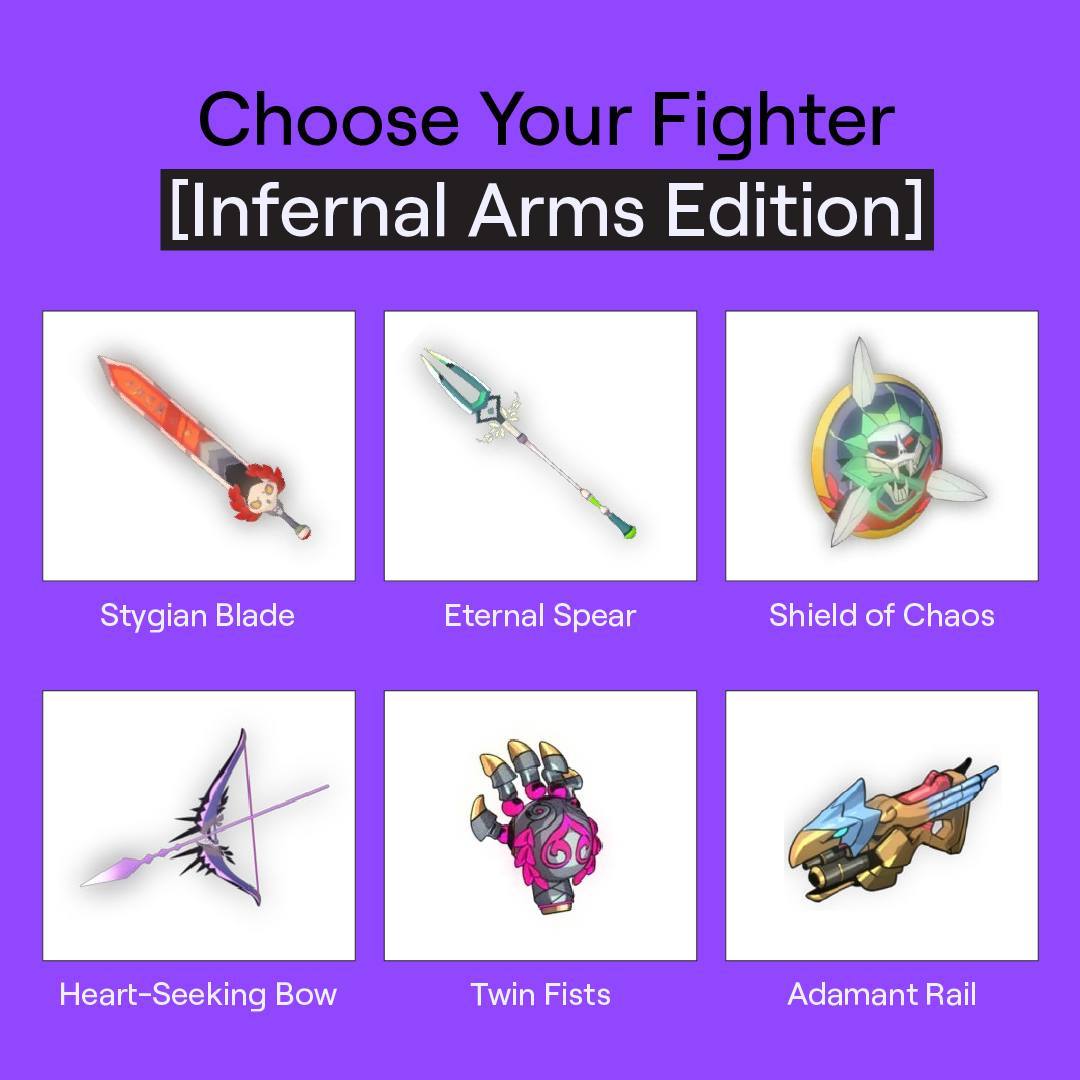 Choose Your Fighter
[Infernal Arms Edition]
Stygian Blade
Eternal Spear
Shield of Chaos
Heart-Seeking Bow
Twin Fists
Adamant Rail